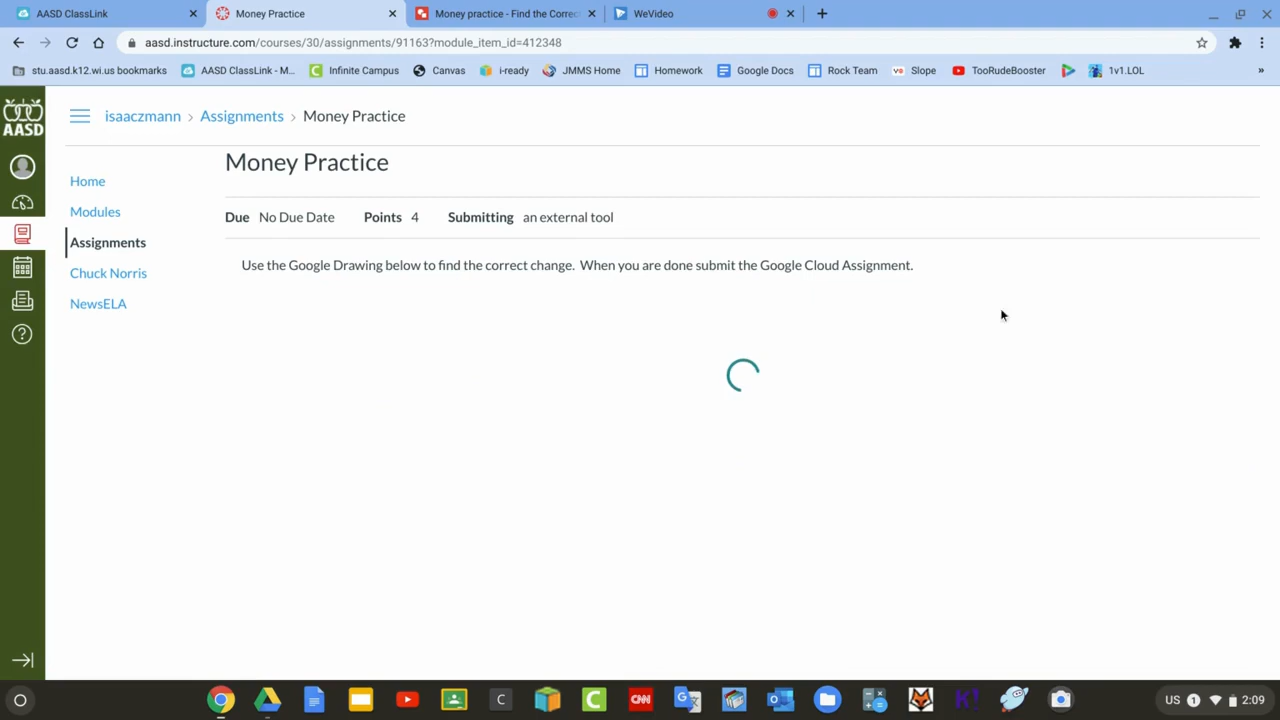 AASD ClassLink
Money Practice
Money practice - Find the Correc
WeVideo
aasd.instructure.com/courses/30/assignments/91163?module_item_id=412348
stu.aasd.k12.wi.us bookmarks
AASD ClassLink - M...
Infinite Campus
Canvas
i-ready
JMMS Home
Homework
Google Docs
Rock Team
vo Slope
TooRudeBooster
1v1.LOL
»
AASD
isaaczmann › Assignments › Money Practice
Money Practice
Home
Modules
Assignments
Chuck Norris
NewsELA
Due No Due Date Points 4 Submitting an external tool
Use the Google Drawing below to find the correct change. When you are done submit the Google Cloud Assignment.
C
C
CNN
K!
US 1 2:09